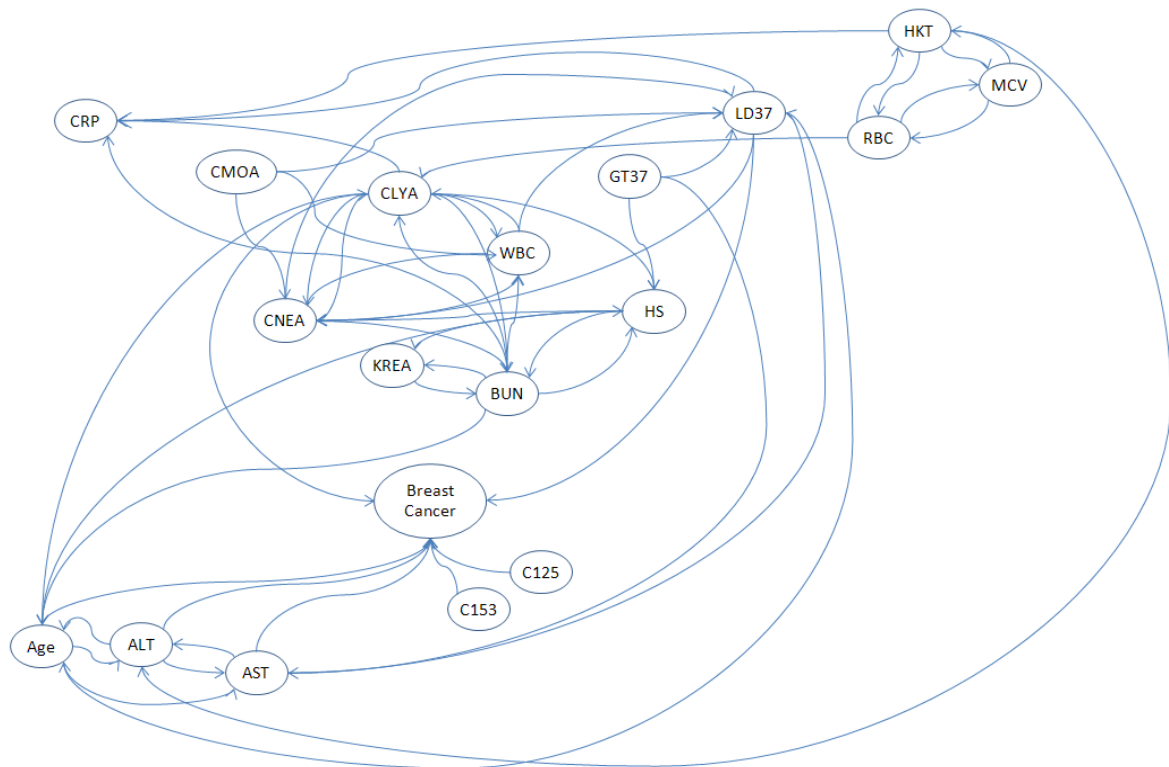 HKT
MCV
LD37
CRP
RBC
CMOA
GT37
CLYA
WBC
HS
CNEA
KREA
BUN
Breast
Cancer
C125
C153
Age
ALT
AST